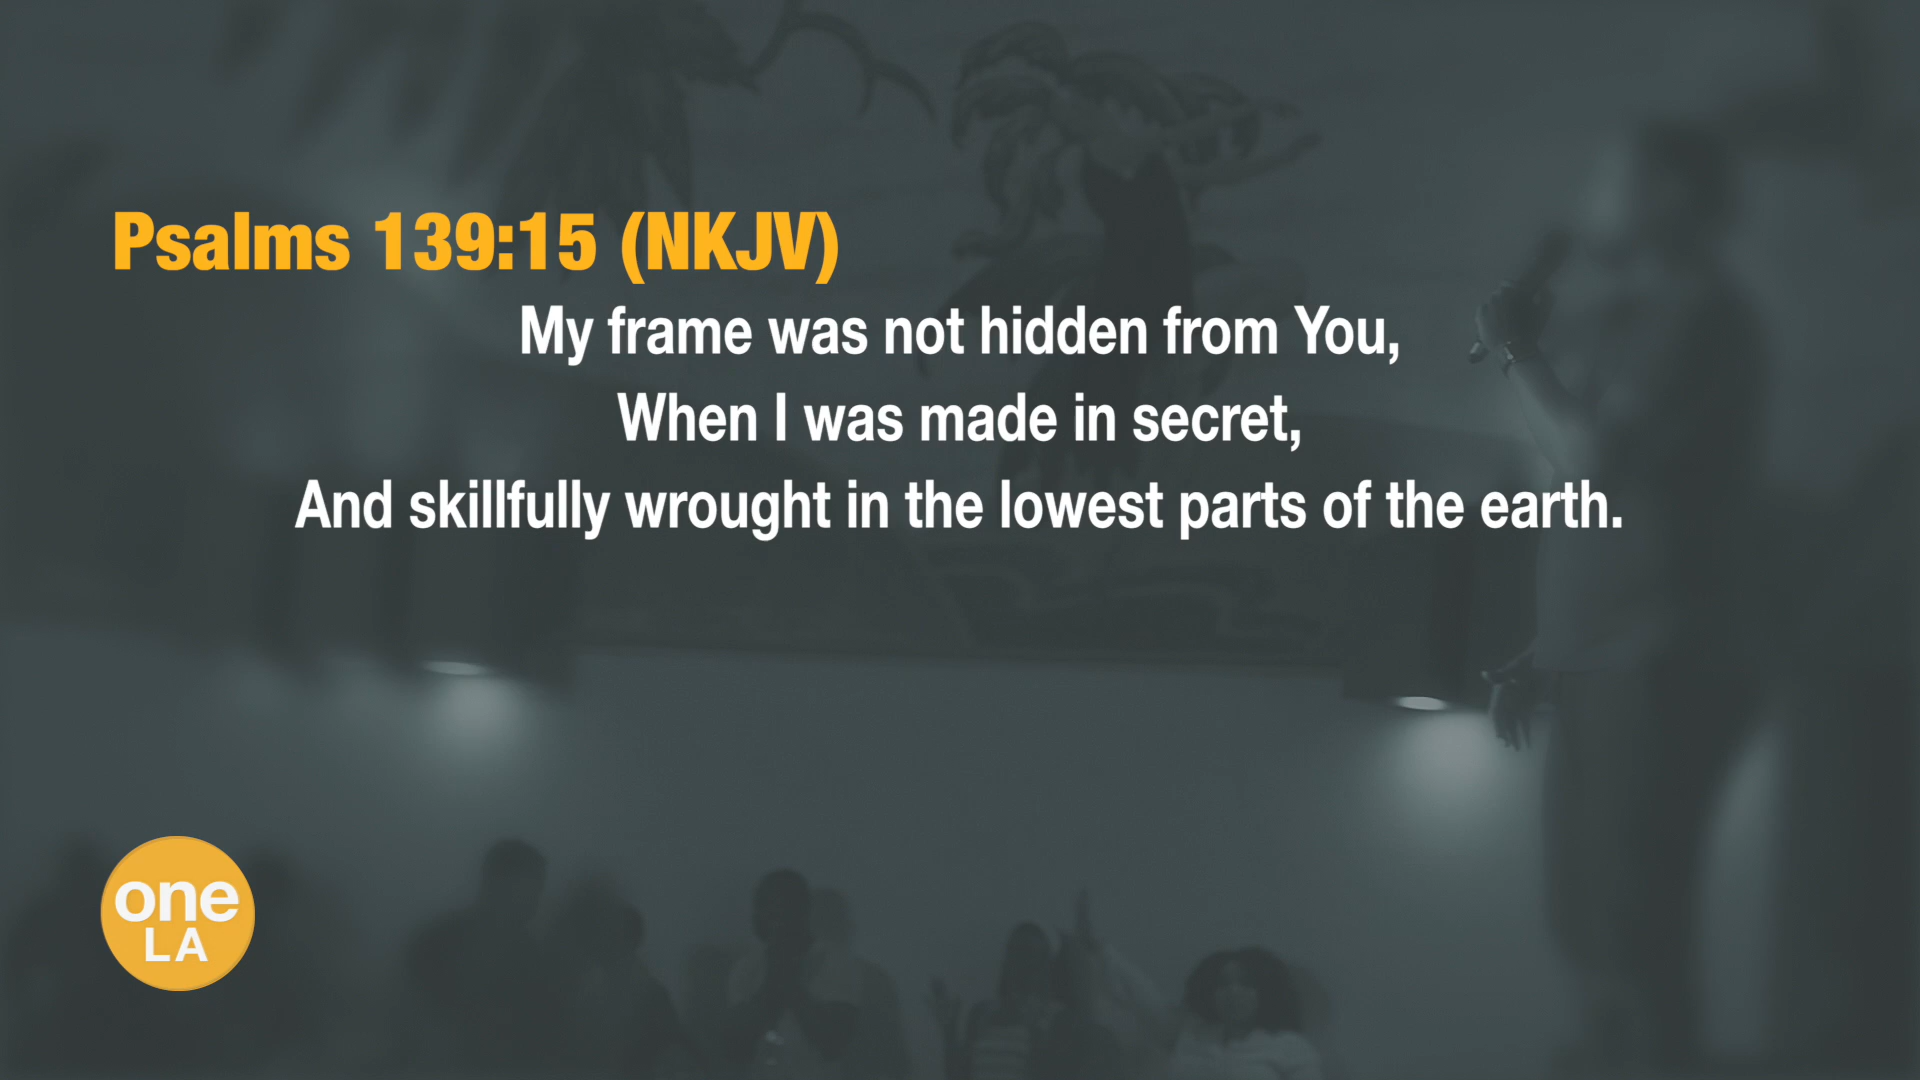 Psalms 139:15 (NKJV)
My frame was not hidden from You,
When I was made in secret,
And skillfully wrought in the lowest parts of the earth.
one
LA